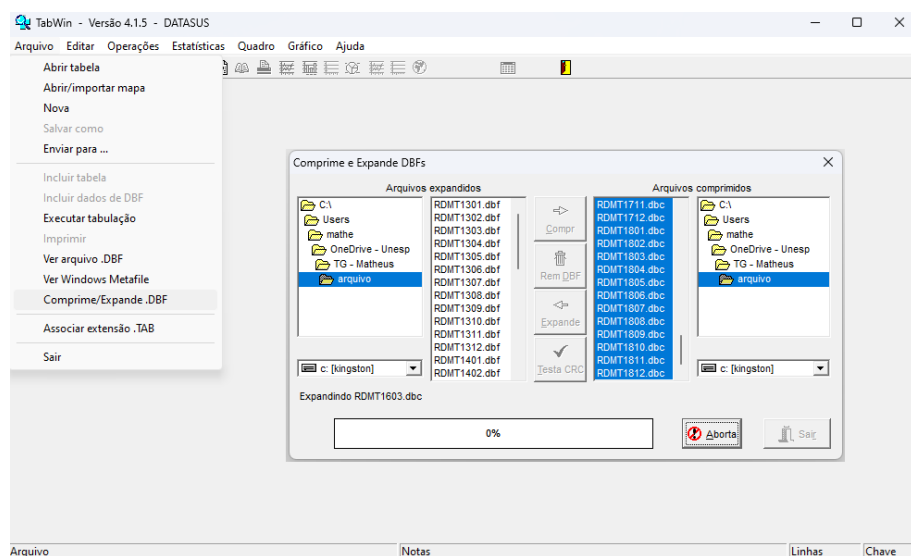 TabWin - Versão 4.1.5 - DATASUS
Arquivo Editar Operações Estatísticas Quadro Gráfico Ajuda
Abrir tabela
Abrir/importar mapa
Nova
Salvar como
Enviar para ...
Incluir tabela
Incluir dados de DBF
Executar tabulação
Imprimir
Ver arquivo .DBF
Ver Windows Metafile
Comprime/Expande .DBF
Associar extensão .TAB
Sair
Comprime e Expande DBFs
Arquivos expandidos
Arquivos comprimidos
C:\
Users
mathe
OneDrive - Unesp
TG - Matheus
arquivo
c: [kingston]
RDMT1301.dbf
RDMT1302.dbf
RDMT1303.dbf
RDMT1304.dbf
RDMT1305.dbf
RDMT1306.dbf
RDMT1307.dbf
RDMT1308.dbf
RDMT1309.dbf
RDMT1310.dbf
RDMT1311.dbf
RDMT1312.dbf
RDMT1401.dbf
RDMT1402.dbf
Compr
Rem DBF
Expande
Testa CRC
RDMT1711.dbc
RDMT1712.dbc
RDMT1801.dbc
RDMT1802.dbc
RDMT1803.dbc
RDMT1804.dbc
RDMT1805.dbc
RDMT1806.dbc
RDMT1807.dbc
RDMT1808.dbc
RDMT1809.dbc
RDMT1810.dbc
RDMT1811.dbc
RDMT1812.dbc
C:\
Users
mathe
OneDrive - Unesp
TG - Matheus
arquivo
c: [kingston]
Expandindo RDMT1603.dbc
0%
Aborta
Sair
Arquivo Notas Linhas Chave